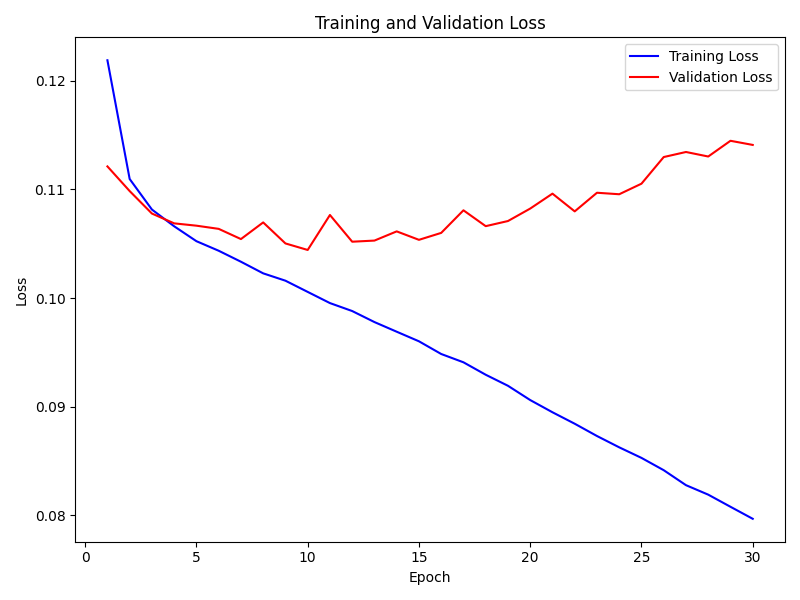 Training and Validation Loss
Training Loss
Validation Loss
0.12
0.11
0.10
0.09
0.08
Loss
0
5
10
15
20
25
30
Epoch